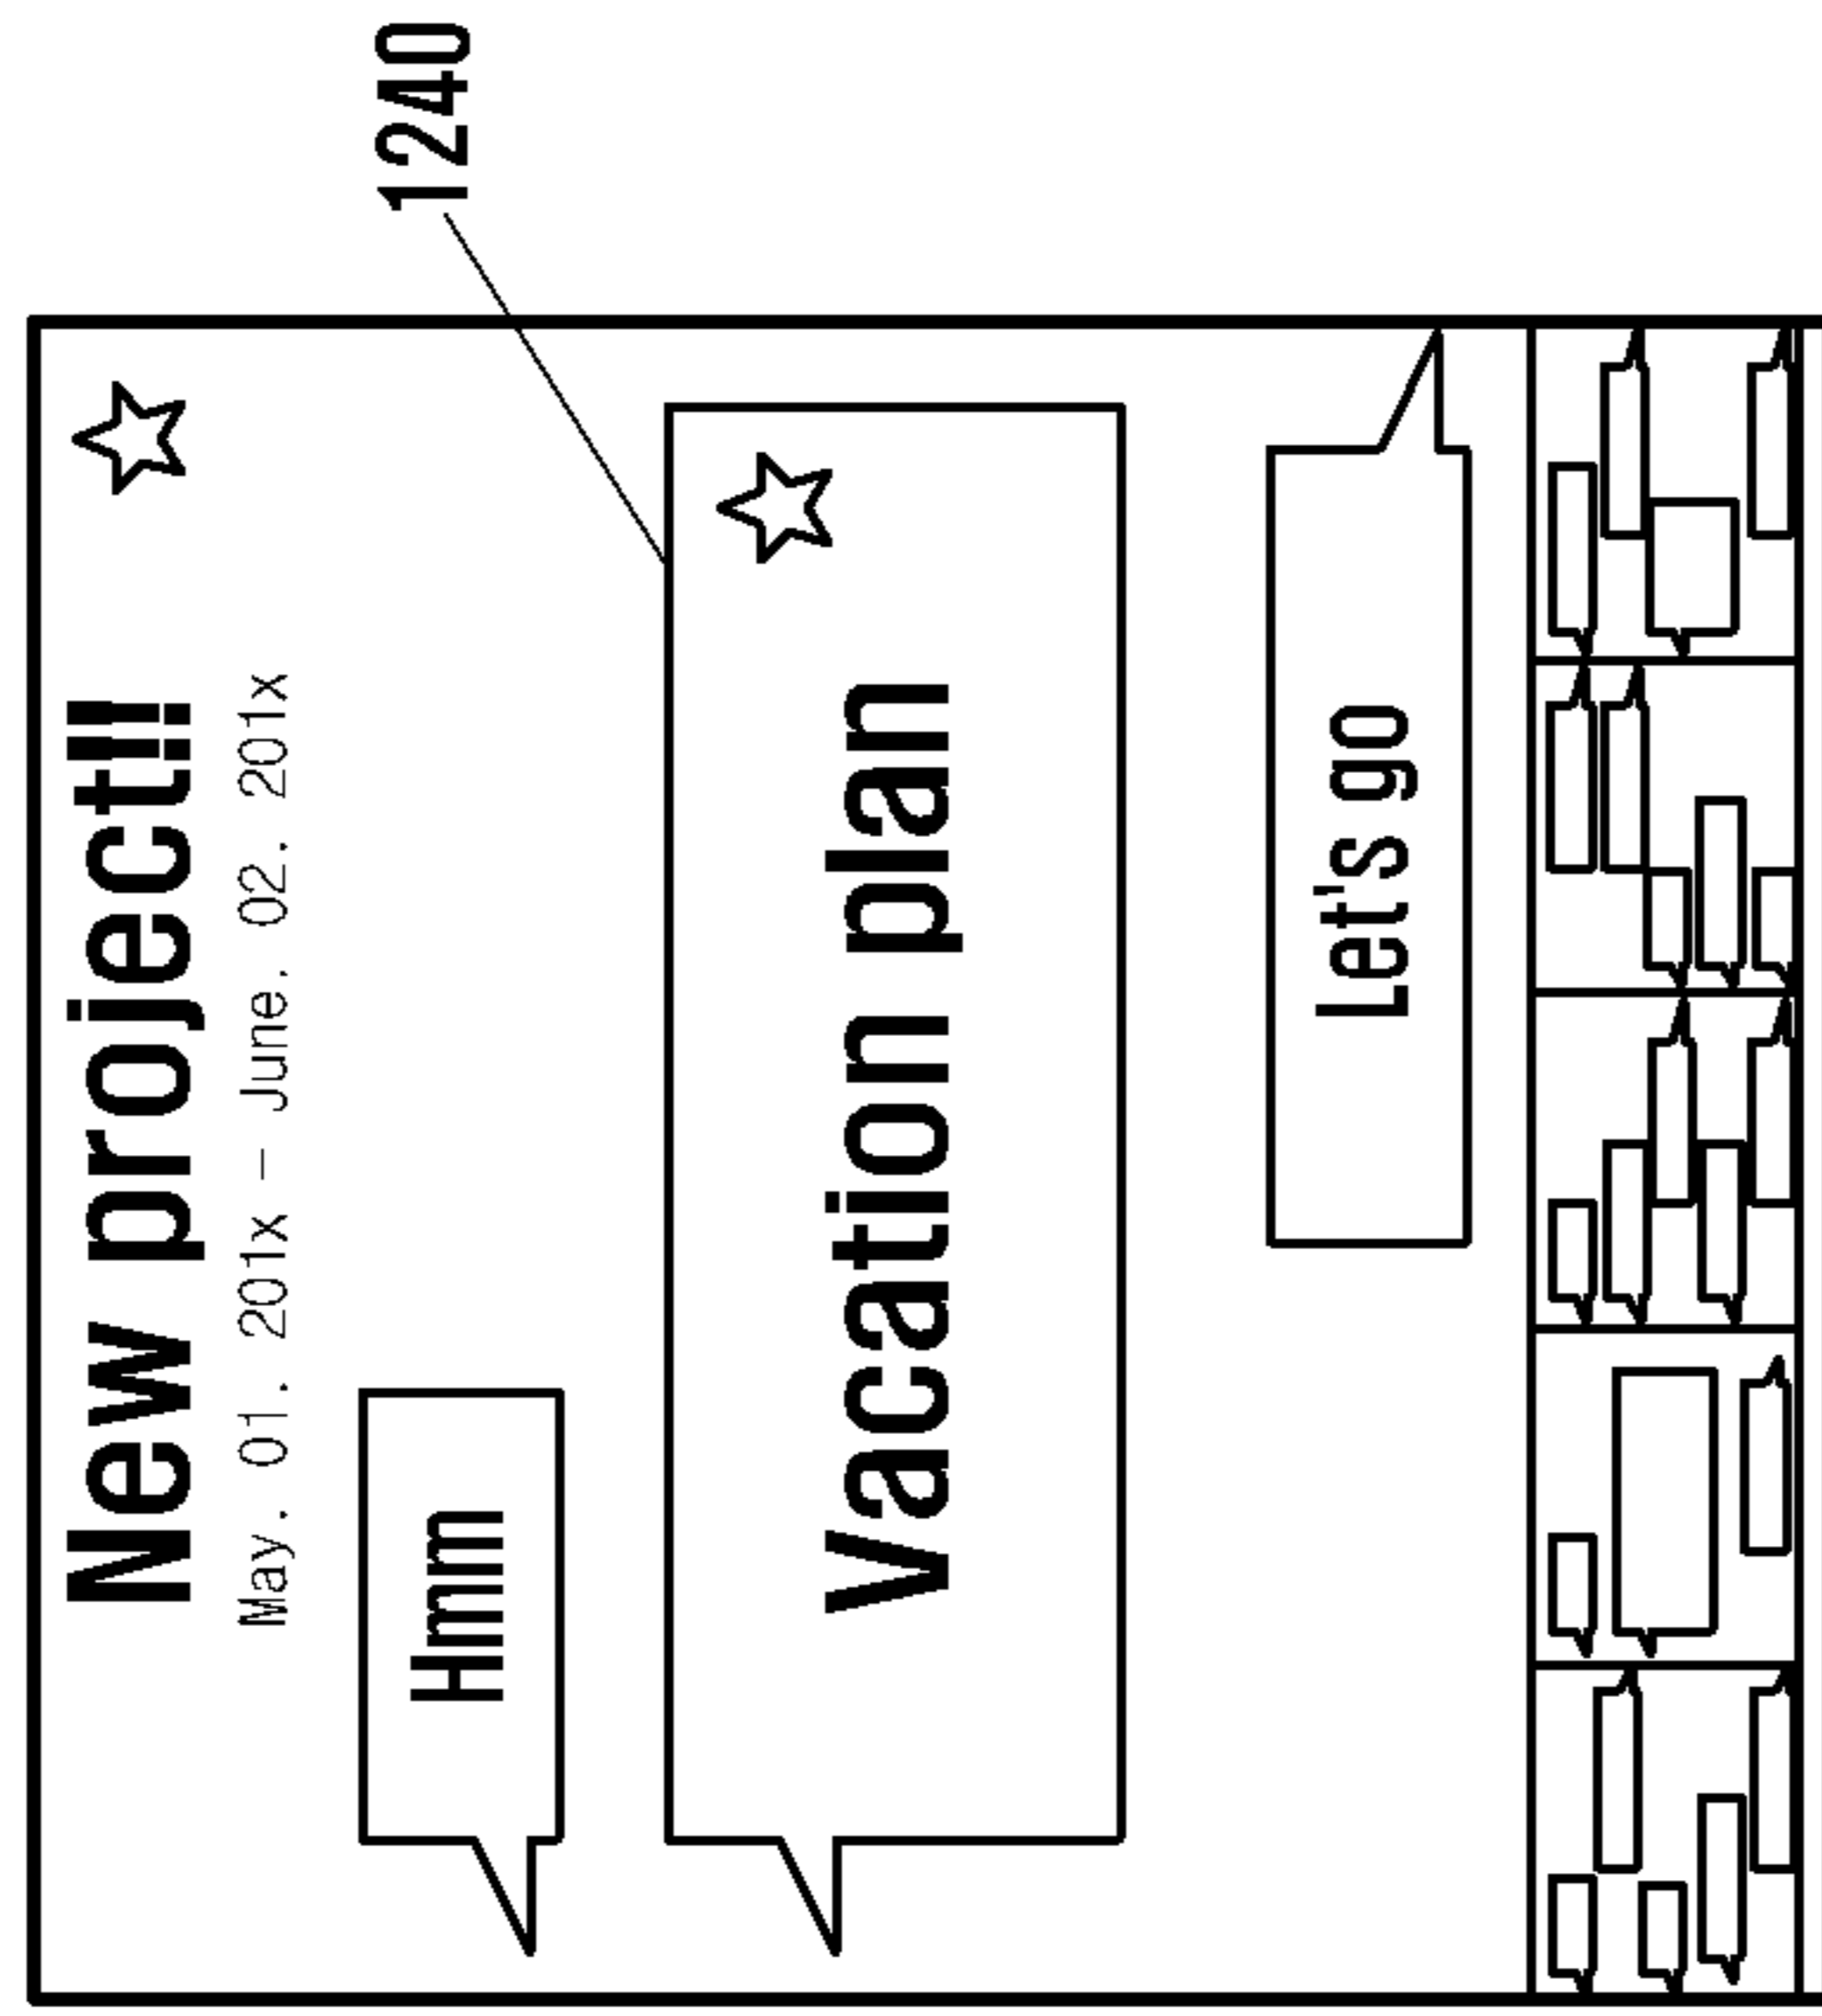 New project!!
May. 01. 201x - June. 02. 201x
Hmm
1240
vacation plan
Let's go